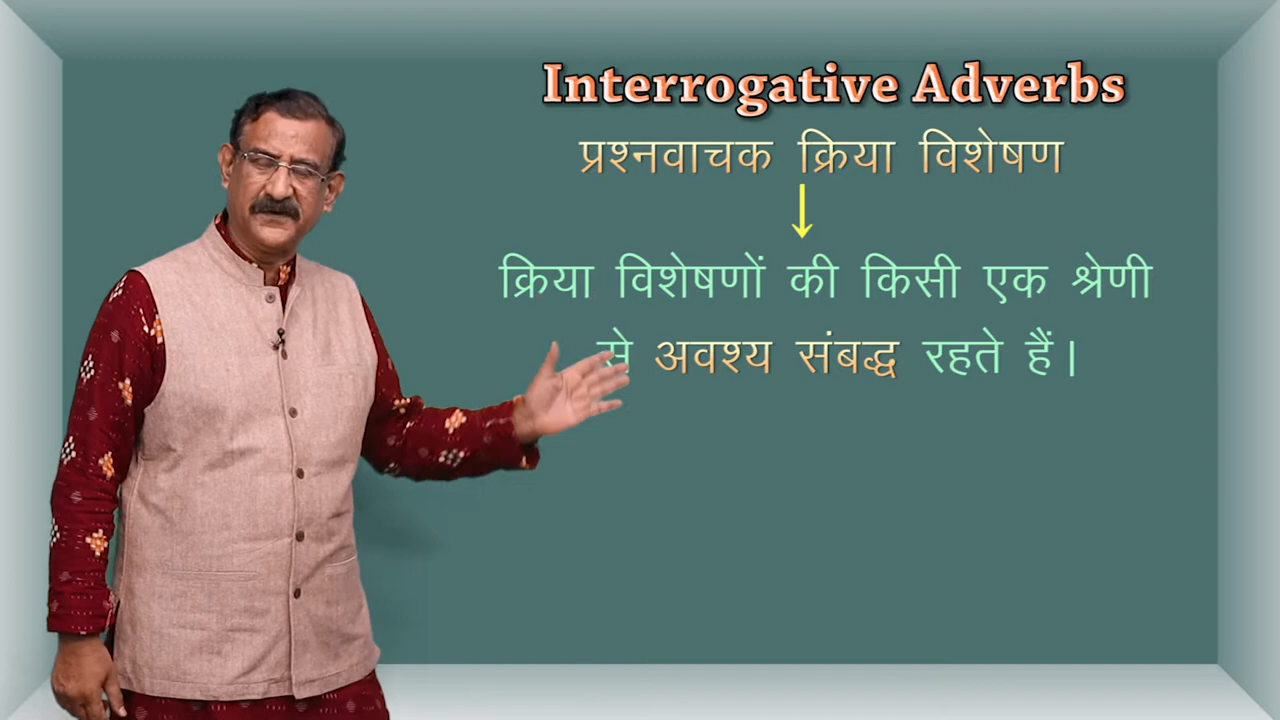 Interrogative Adverbs
प्रश्नवाचक क्रिया विशेषण
क्रिया विशेषणों की किसी एक श्रेणी
से अवश्य संबद्ध रहते हैं।